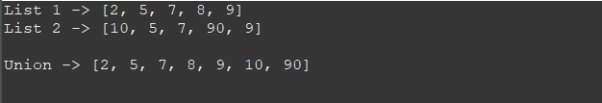 List 1 -> [2, 5, 7, 8, 9]
List 2 -> [10, 5, 7, 90, 9]
Union -> [2, 5, 7, 8, 9, 10, 90]